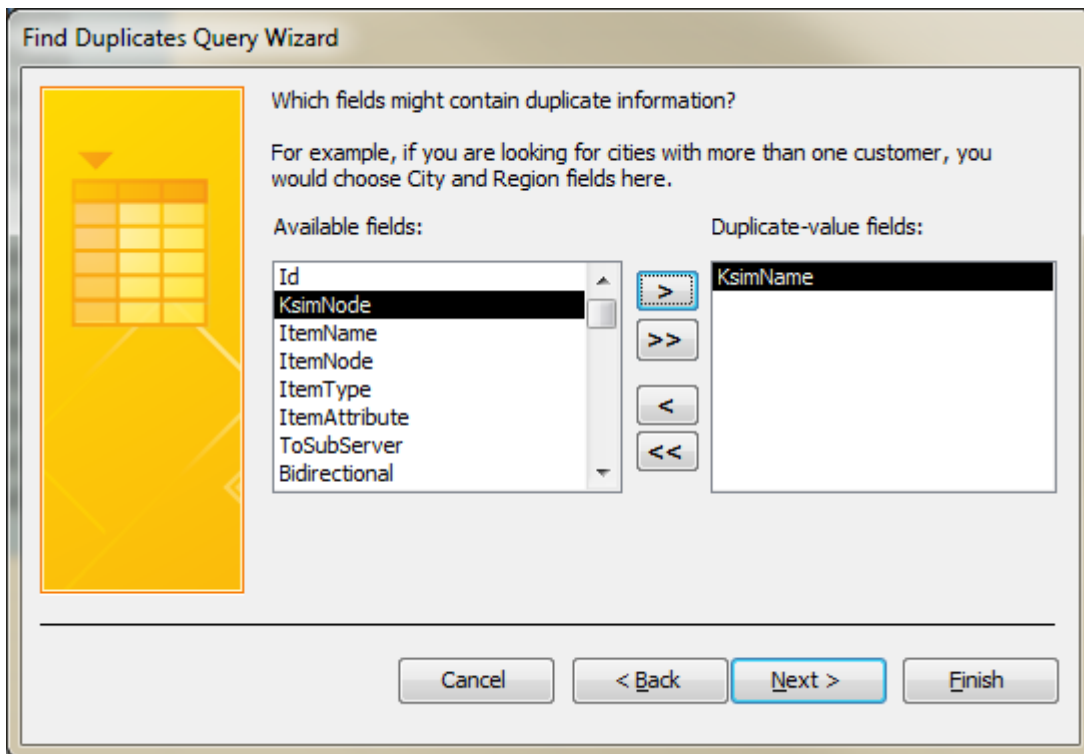 Find Duplicates Query Wizard
Which fields might contain duplicate information?
For example, if you are looking for cities with more than one customer, you
would choose City and Region fields here.
Available fields:
Id
KsimNode
ItemName
ItemNode
ItemType
ItemAttribute
ToSubServer
Bidirectional
>
>>
<
<<
Duplicate-value fields:
KsimName
Cancel
< Back
Next >
Finish